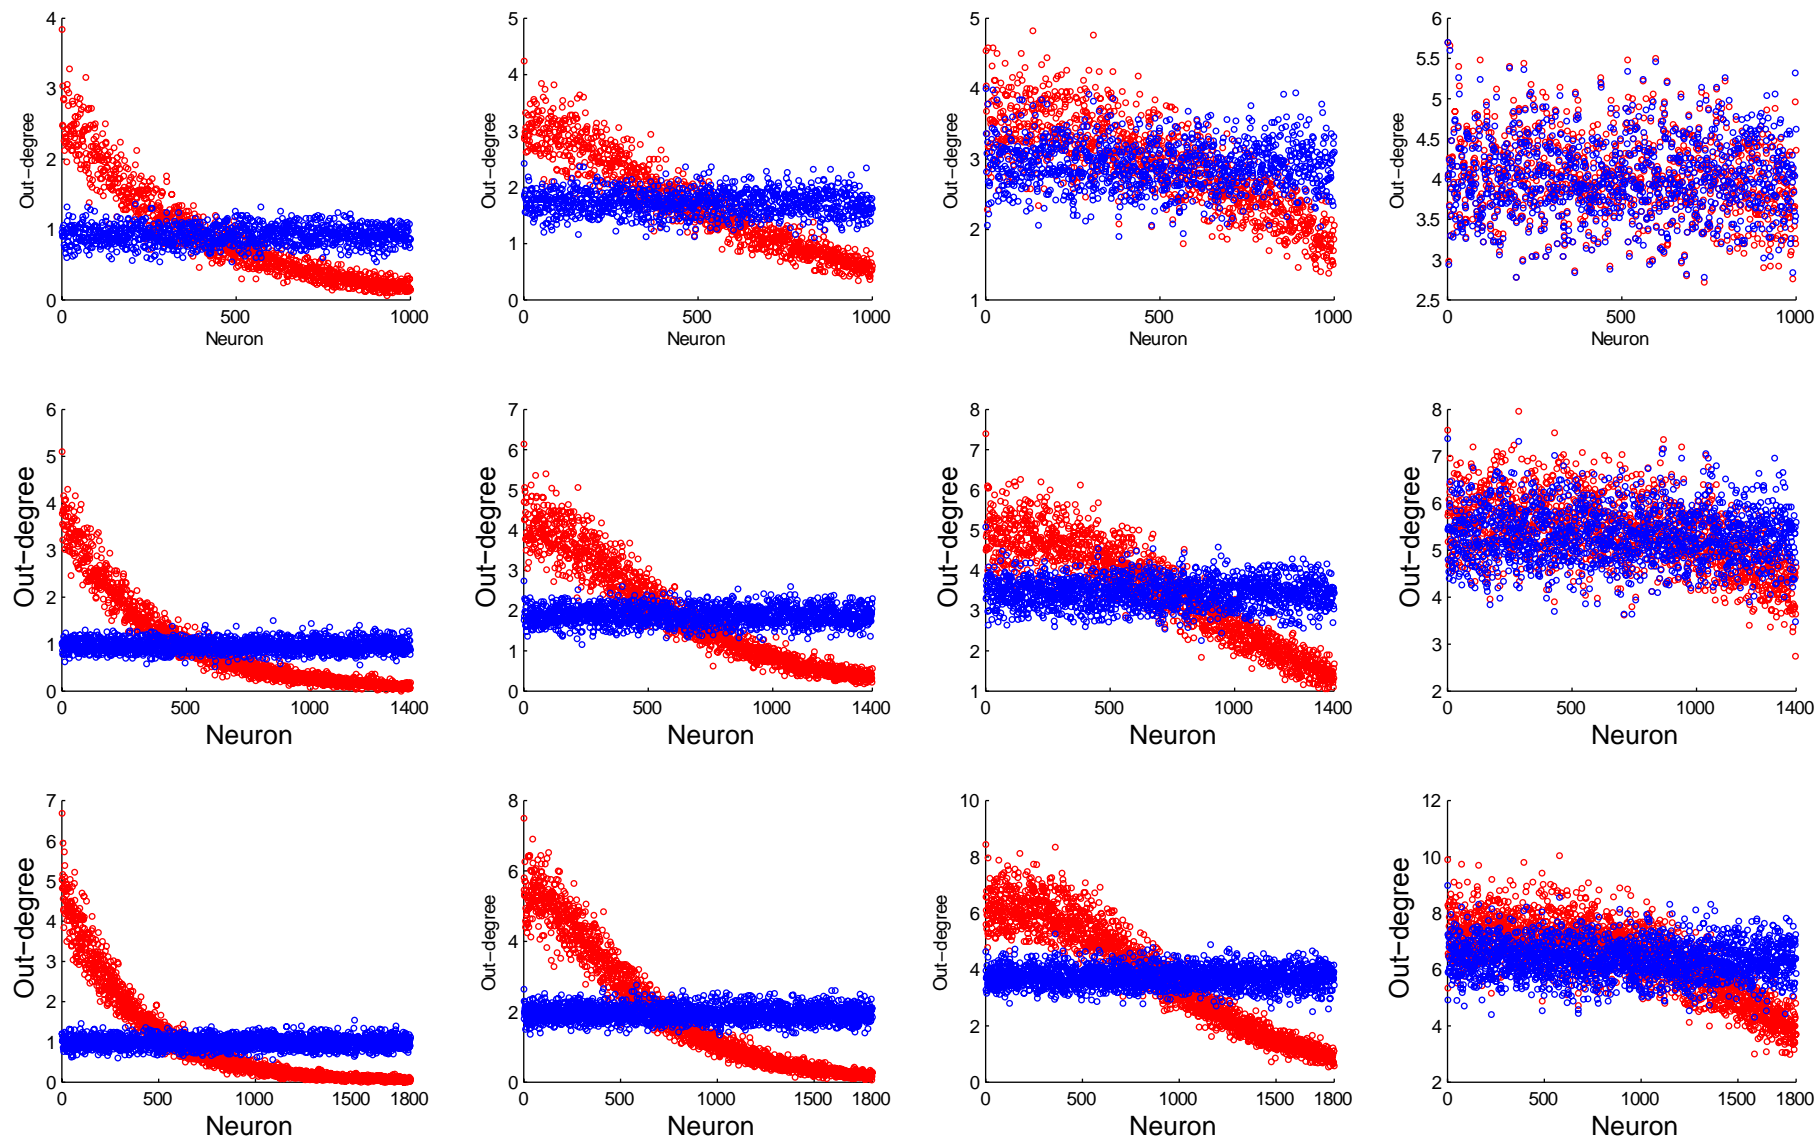 4 3 2 1 0
Out-degree
0 500 1000
Neuron
5 4 3 2 1 0
Out-degree
0 500 1000
Neuron
5 4 3 2 1
Out-degree
0 500 1000
Neuron
6 5.5 5 4.5 4 3.5 3 2.5
Out-degree
0 500 1000
Neuron
6 5 4 3 2 1 0
Out-degree
0 500 1000 1400
Neuron
7 6 5 4 3 2 1 0
Out-degree
0 500 1000 1400
Neuron
8 7 6 5 4 3 2 1
Out-degree
0 500 1000 1400
Neuron
8 7 6 5 4 3 2
Out-degree
0 500 1000 1400
Neuron
7 6 5 4 3 2 1 0
Out-degree
0 500 1000 1500 1800
Neuron
8 6 4 2 0
Out-degree
0 500 1000 1500 1800
Neuron
10 8 6 4 2 0
Out-degree
0 500 1000 1500 1800
Neuron
12 10 8 6 4 2
Out-degree
0 500 1000 1500 1800
Neuron